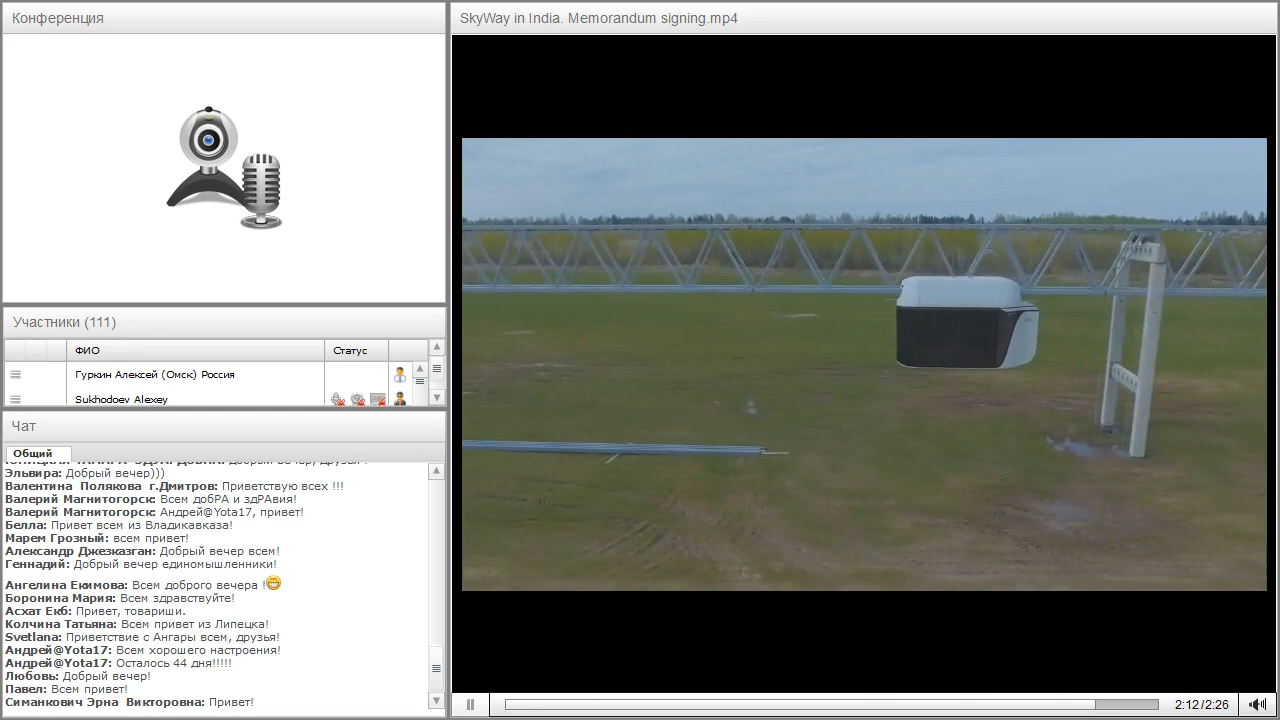 Конференция
SkyWay in India. Memorandum signing.mp4
Участники (111)
ФИО
Статус
Гуркин Алексей (Омск) Россия
Sukhodoev Alexey
Чат
Общий
Добрый вечер, друзья !
Эльвира: Добрый вечер)))
Валентина Полякова г.Дмитров: Приветствую всех !!!
Валерий Магнитогорск: Всем добРА и здРАвия!
Валерий Магнитогорск: Андрей@Yota17, привет!
Белла: Привет всем из Владикавказа!
Марем Грозный: всем привет!
Александр Джезказган: Добрый вечер всем!
Геннадий: Добрый вечер единомышленники!
Ангелина Екимова: Всем доброго вечера !
Боронина Мария: Всем здравствуйте!
Асхат Екб: Привет, товариши.
Колчина Татьяна: Всем привет из Липецка!
Svetlana: Приветствие с Ангары всем, друзья!
Андрей@Yota17: Всем хорошего настроения!
Андрей@Yota17: Осталось 44 дня!!!!!
Любовь: Добрый вечер!
Павел: Всем привет!
Симанкович Эрна Викторовна: Привет!
2:12/2:26